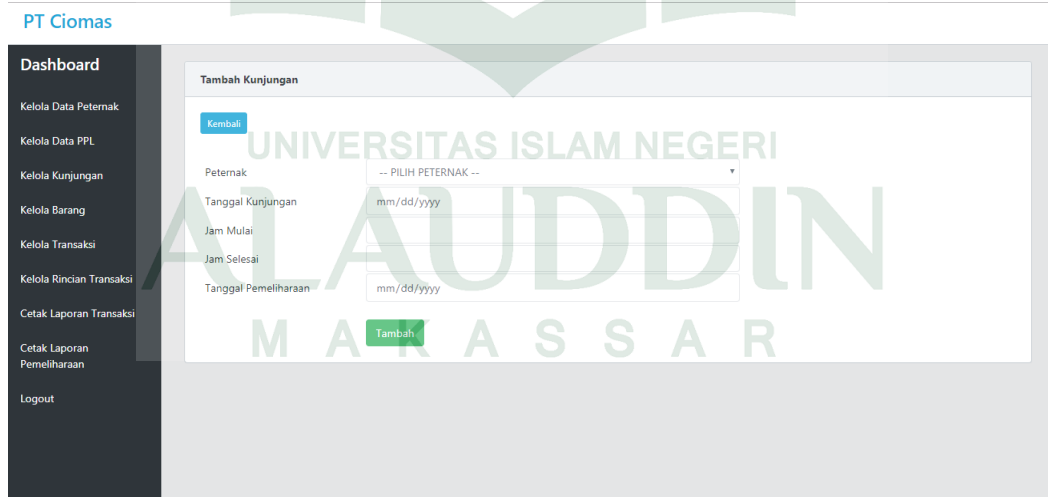 PT Ciomas
Dashboard
Kelola Data Peternak
Kelola Data PPL
Kelola Kunjungan
Kelola Barang
Kelola Transaksi
Kelola Rincian Transaksi
Cetak Laporan Transaksi
Cetak Laporan
Pemeliharaan
Logout
Tambah Kunjungan
Kembali
UNIVERSITAS ISLAM NEGERI
Peternak -- PILIH PETERNAK --
Tanggal Kunjungan mm/dd/yyyy
ALAUDDIN
Jam Mulai
Jam Selesai
Tanggal Pemeliharaan mm/dd/yyyy
Tambah
MAKASSAR